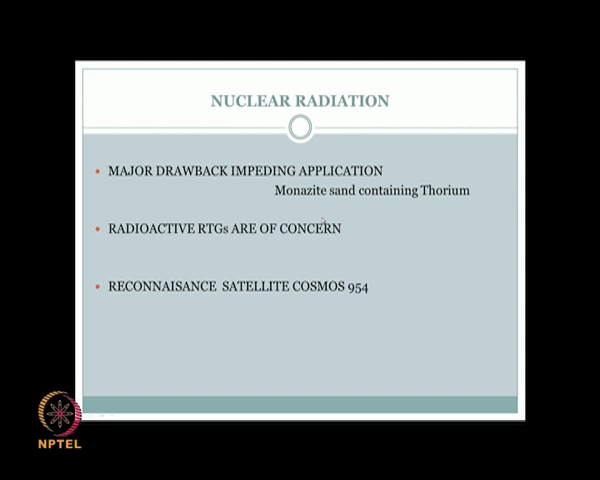 NUCLEAR RADIATION
MAJOR DRAWBACK IMPEDING APPLICATION
Monazite sand containing Thorium
RADIOACTIVE RTGs ARE OF CONCERN
RECONNAISANCE SATELLITE COSMOS 954
NPTEL